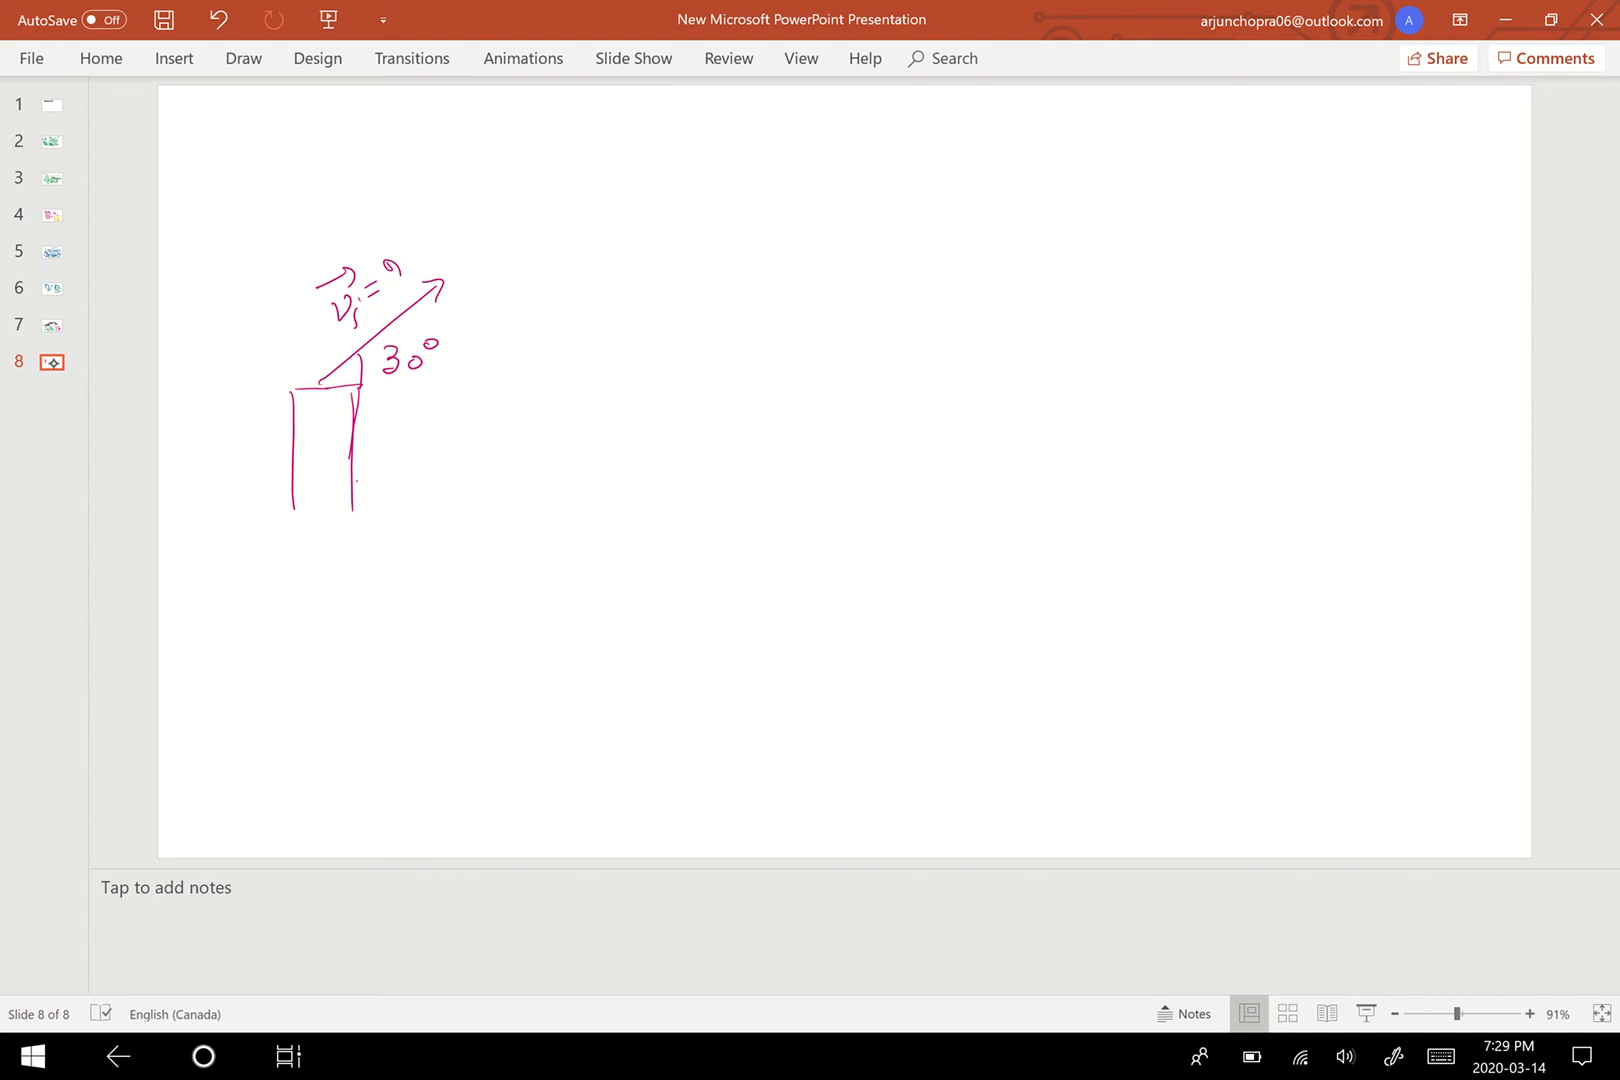 AutoSave Off
New Microsoft PowerPoint Presentation
arjunchopra06@outlook.com A
File Home Insert Draw Design Transitions Animations Slide Show Review View Help Search Share Comments
1
2
3
4
5
6
7
8
vi = ?
30°
Tap to add notes
Slide 8 of 8 English (Canada) Notes 91%
7:29 PM
2020-03-14